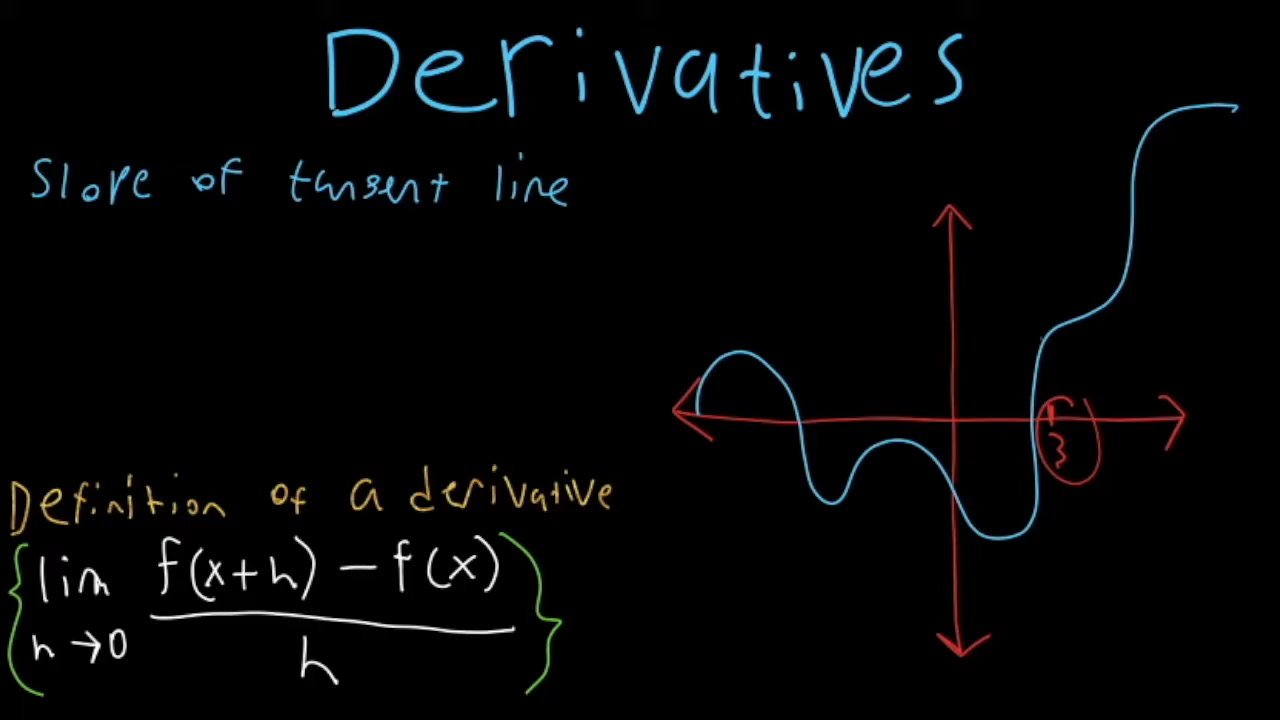 Derivatives
Slope of tangent line
3
Definition of a derivative
lim f(x+h) - f(x)
h→0 h